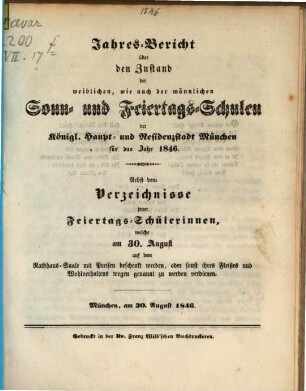 1846
Bavar
200
VII. 17
Jahres-Bericht
über
den Zustand
der
weiblichen, wie auch der männlichen
Sonn- und Feiertags-Schulen
der
Königl. Haupt- und Residenzstadt München
für das Jahr 1846.
Nebst dem
Verzeichnisse
jener
Feiertags-Schülerinnen,
welche
am 30. August
auf dem
Rathhaus-Saale mit Preisen beschenkt werden, oder sonst ihres Fleißes und
Wohlverhaltens wegen genannt zu werden verdienen.
München, am 30. August 1846.
Gedruckt in der Dr. Franz Wild'schen Buchdruckerei.